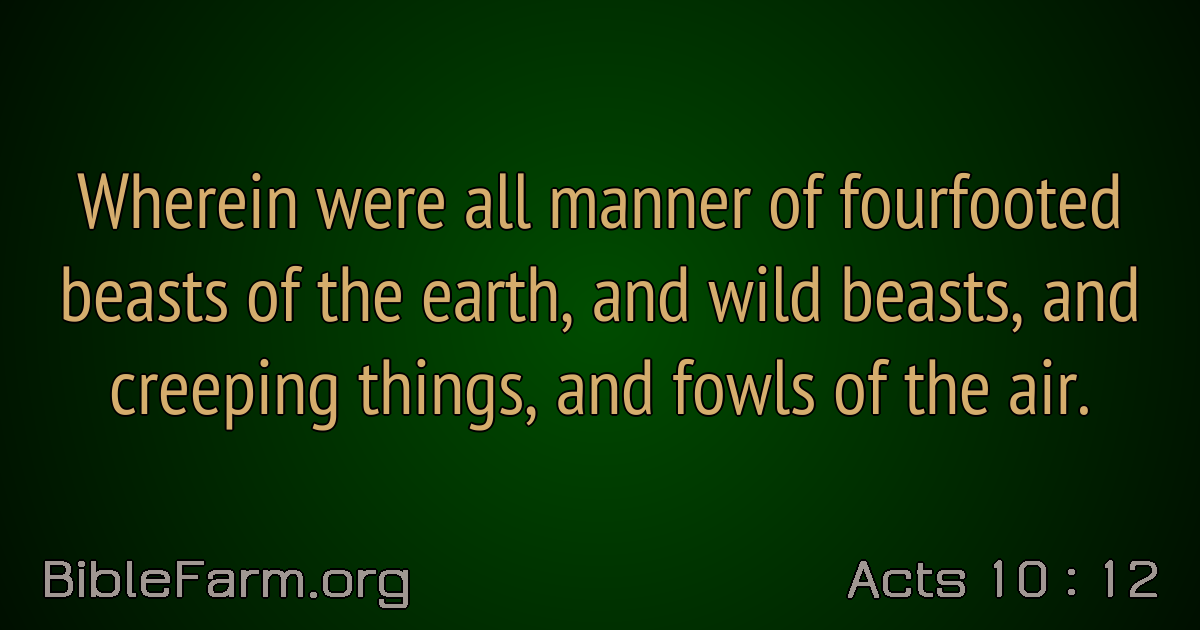 Wherein were all manner of fourfooted
beasts of the earth, and wild beasts, and
creeping things, and fowls of the air.
BibleFarm.org
Acts 10 : 12